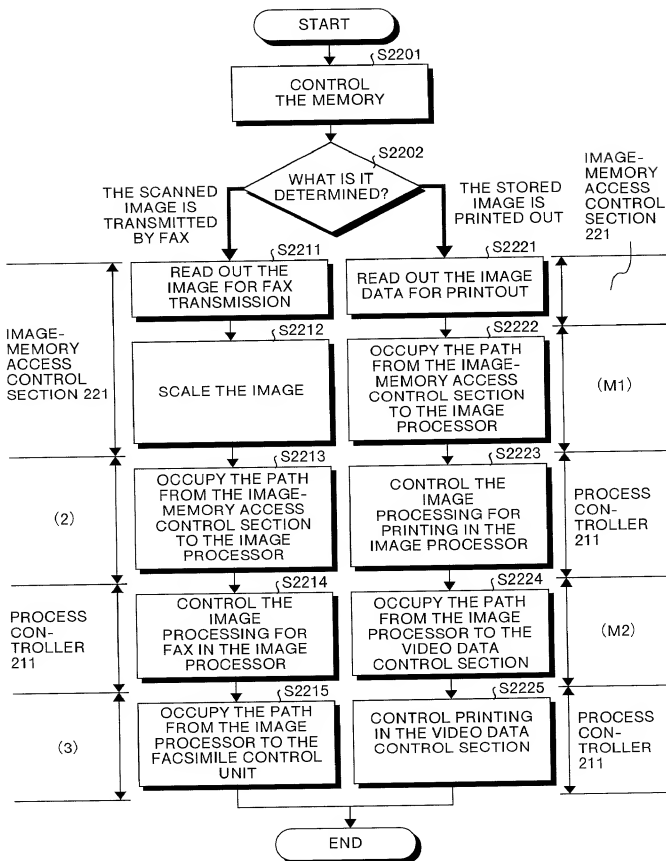 START
S2201
CONTROL
THE MEMORY
S2202
WHAT IS IT
DETERMINED?
THE SCANNED
IMAGE IS
TRANSMITTED
BY FAX
THE STORED
IMAGE IS
PRINTED OUT
IMAGE-
MEMORY
ACCESS
CONTROL
SECTION
221
S2211
READ OUT THE
IMAGE FOR FAX
TRANSMISSION
S2221
READ OUT THE IMAGE
DATA FOR PRINTOUT
IMAGE-
MEMORY
ACCESS
CONTROL
SECTION 221
S2212
SCALE THE IMAGE
S2222
OCCUPY THE PATH
FROM THE IMAGE-
MEMORY ACCESS
CONTROL SECTION
TO THE IMAGE
PROCESSOR
(M1)
(2)
S2213
OCCUPY THE PATH
FROM THE IMAGE-
MEMORY ACCESS
CONTROL SECTION
TO THE IMAGE
PROCESSOR
S2223
CONTROL THE
IMAGE
PROCESSING FOR
PRINTING IN THE
IMAGE PROCESSOR
PROCESS
CON-
TROLLER
211
PROCESS
CON-
TROLLER
211
S2214
CONTROL THE
IMAGE
PROCESSING FOR
FAX IN THE IMAGE
PROCESSOR
S2224
OCCUPY THE PATH
FROM THE IMAGE
PROCESSOR TO THE
VIDEO DATA
CONTROL SECTION
(M2)
(3)
S2215
OCCUPY THE PATH
FROM THE IMAGE
PROCESSOR TO THE
FACSIMILE CONTROL
UNIT
S2225
CONTROL PRINTING
IN THE VIDEO DATA
CONTROL SECTION
PROCESS
CON-
TROLLER
211
END